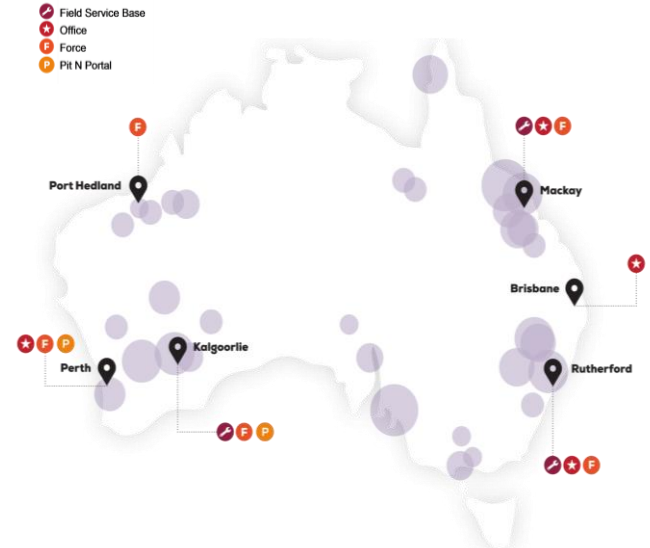 Field Service Base
★ Office
F Force
P Pit N Portal
F
F
Port Hedland
Mackay
Brisbane
F P
Kalgoorlie
Perth
Rutherford
F P
F